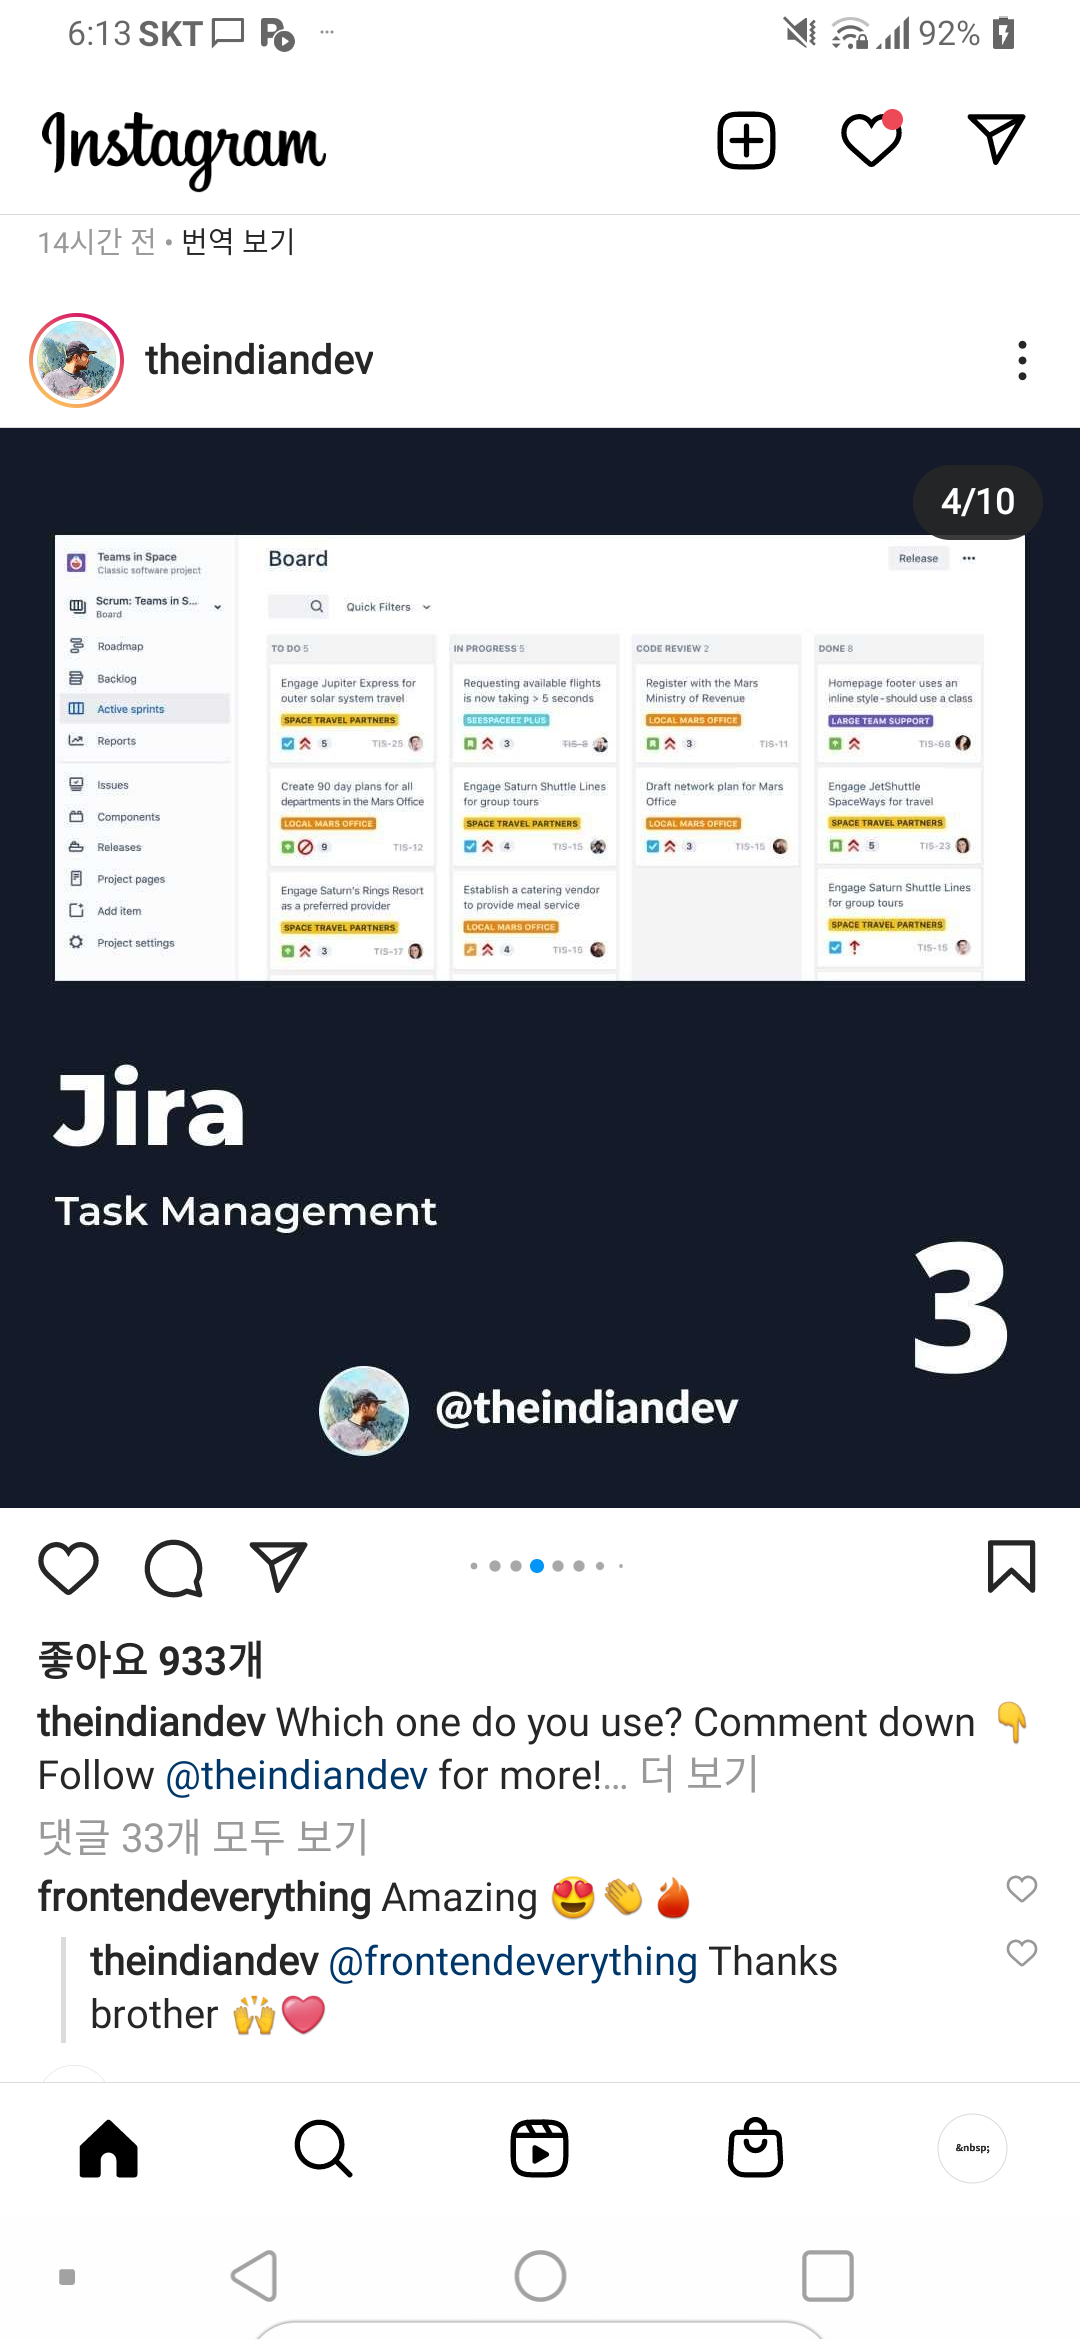 6:13 SKT
92%
Instagram
14시간 전 • 번역 보기
theindiandev
4/10
Teams in Space
Classic software project
Scrum: Teams in S...
Board
Roadmap
Backlog
Active sprints
Reports
Issues
Components
Releases
Project pages
Add item
Project settings
Board
Release
Quick Filters
TO DO 5
Engage Jupiter Express for
outer solar system travel
SPACE TRAVEL PARTNERS
5 TIS-25
Create 90 day plans for all
departments in the Mars Office
LOCAL MARS OFFICE
9 TIS-12
Engage Saturn's Rings Resort
as a preferred provider
SPACE TRAVEL PARTNERS
3 TIS-17
IN PROGRESS 5
Requesting available flights
is now taking > 5 seconds
SEESPACEEZ PLUS
3 TIS-8
Engage Saturn Shuttle Lines
for group tours
SPACE TRAVEL PARTNERS
4 TIS-15
Establish a catering vendor
to provide meal service
LOCAL MARS OFFICE
4 TIS-15
CODE REVIEW 2
Register with the Mars
Ministry of Revenue
LOCAL MARS OFFICE
3 TIS-11
Draft network plan for Mars
Office
LOCAL MARS OFFICE
3 TIS-15
DONE 8
Homepage footer uses an
inline style-should use a class
LARGE TEAM SUPPORT
TIS-68
Engage JetShuttle
SpaceWays for travel
SPACE TRAVEL PARTNERS
5 TIS-23
Engage Saturn Shuttle Lines
for group tours
SPACE TRAVEL PARTNERS
TIS-15
Jira
Task Management
3
@theindiandev
좋아요 933개
theindiandev Which one do you use? Comment down 👇
Follow @theindiandev for more!... 더 보기
댓글 33개 모두 보기
frontendeverything Amazing 😍👏🔥
theindiandev @frontendeverything Thanks
brother 🙌❤️
&nbsp;